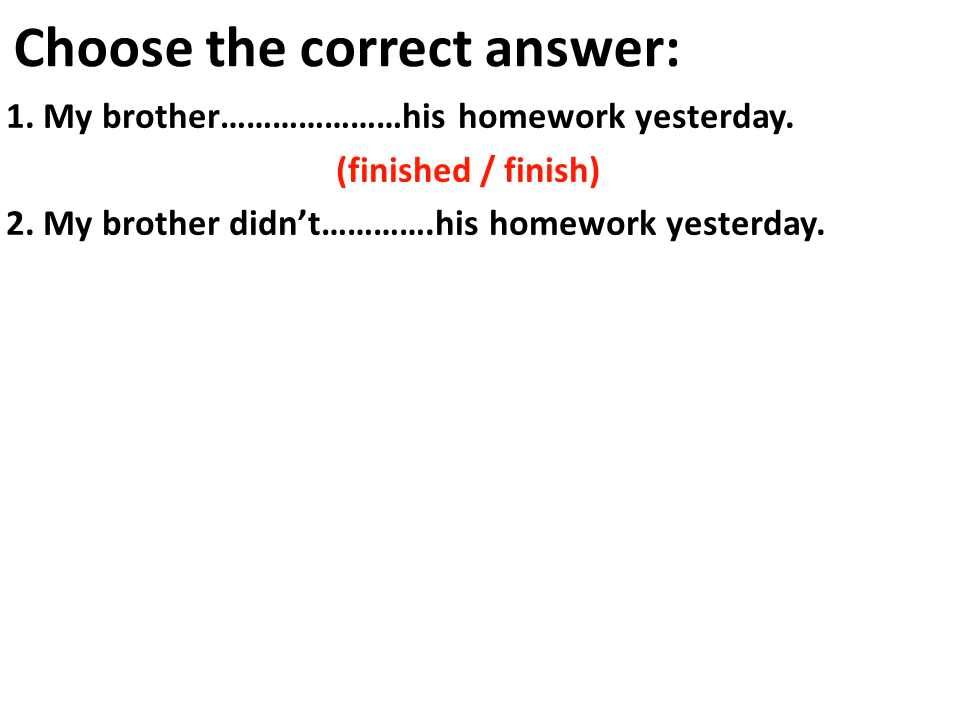 Choose the correct answer:
1. My brother…………………his homework yesterday.
(finished / finish)
2. My brother didn’t………….his homework yesterday.